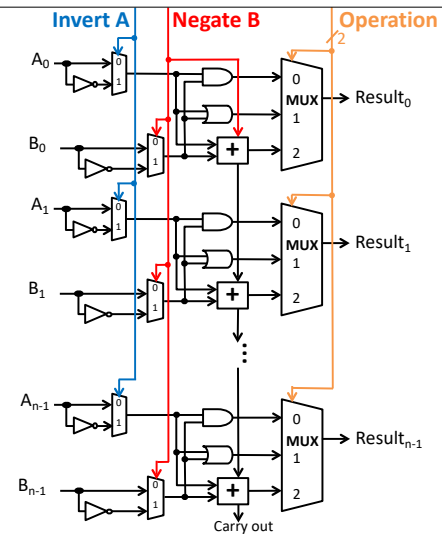 Invert A Negate B Operation
2
A0 0 1 0
MUX
1 Result0
B0 0 1 + 2
A1 0 1 0
MUX
1 Result1
B1 0 1 + 2
...
An-1 0 1 0
MUX
1 Resultn-1
Bn-1 0 1 + 2
Carry out